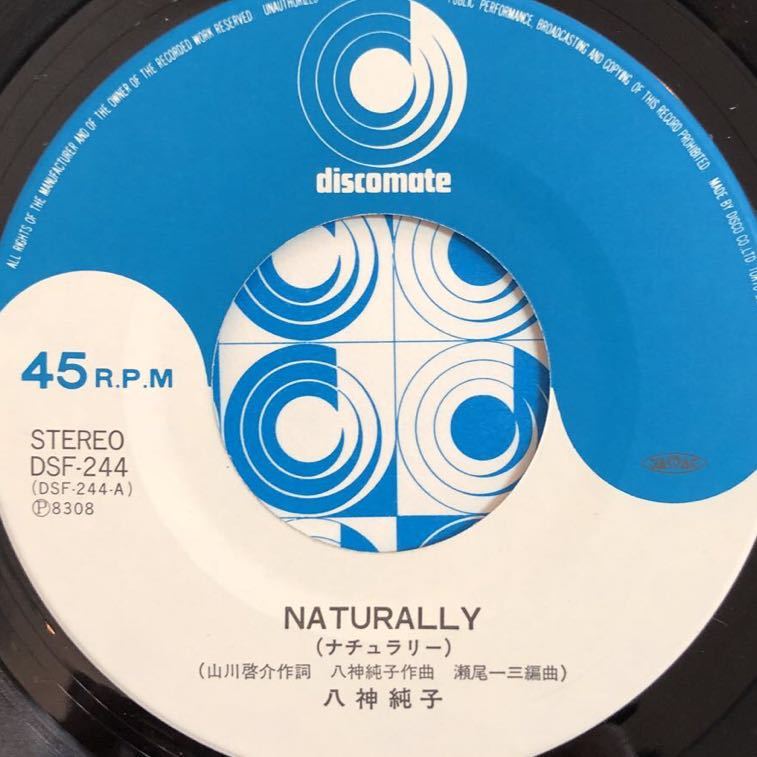 ALL RIGHTS OF THE MANUFACTURER AND OF THE OWNER OF THE RECORDED WORK RESERVED UNAUTHORIZED PUBLIC PERFORMANCE, BROADCASTING AND COPYING OF THIS RECORD PROHIBITED MADE BY DISCO CO., LTD
discomate
45 R.P.M
STEREO
DSF-244
(DSF-244-A)
Ⓟ8308
JASRAC
NATURALLY
(ナチュラリー)
(山川啓介作詞 八神純子作曲 瀬尾一三編曲)
八神純子